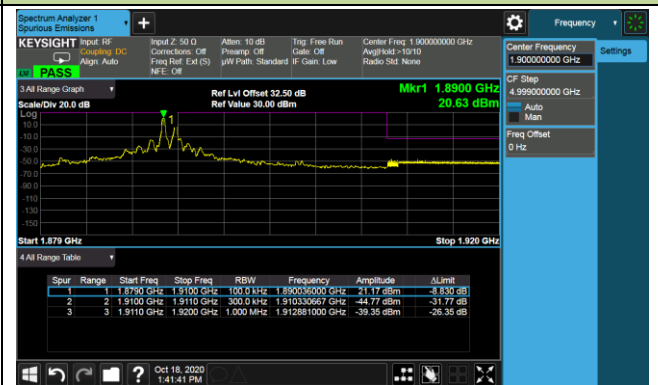 Spectrum Analyzer 1
Spurious Emissions
+
Frequency
KEYSIGHT
Input: RF
Coupling: DC
Align: Auto
Input Z: 50 Ω
Corrections: Off
Freq Ref: Ext (S)
NFE: Off
Atten: 10 dB
Preamp: Off
µW Path: Standard
Trig: Free Run
Gate: Off
IF Gain: Low
Center Freq: 1.900000000 GHz
Avg|Hold:>10/10
Radio Std: None
LXI PASS
Center Frequency
1.900000000 GHz
Settings
CF Step
4.999000000 GHz
Auto
Man
Freq Offset
0 Hz
3 All Range Graph
Scale/Div 20.0 dB
Ref Lvl Offset 32.50 dB
Ref Value 30.00 dBm
Mkr1 1.8900 GHz
20.63 dBm
Log
1
10.0
-10.0
-30.0
-50.0
-70.0
-90.0
-110
-130
-150
Start 1.879 GHz Stop 1.920 GHz
4 All Range Table
Spur Range Start Freq Stop Freq RBW Frequency Amplitude ΔLimit
1 1 1.8790 GHz 1.9100 GHz 100.0 kHz 1.890036000 GHz 21.17 dBm -8.830 dB
2 2 1.9100 GHz 1.9110 GHz 300.0 kHz 1.910330667 GHz -44.77 dBm -31.77 dB
3 3 1.9110 GHz 1.9200 GHz 1.000 MHz 1.912881000 GHz -39.35 dBm -26.35 dB
?
Oct 18, 2020
1:41:41 PM